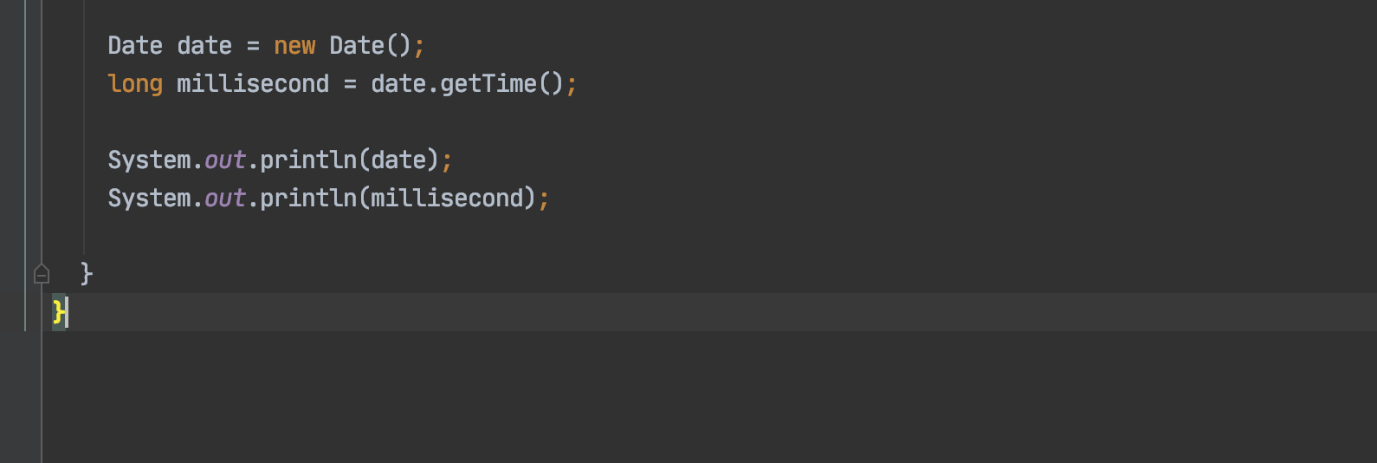 Date date = new Date();
long millisecond = date.getTime();
System.out.println(date);
System.out.println(millisecond);
}
}